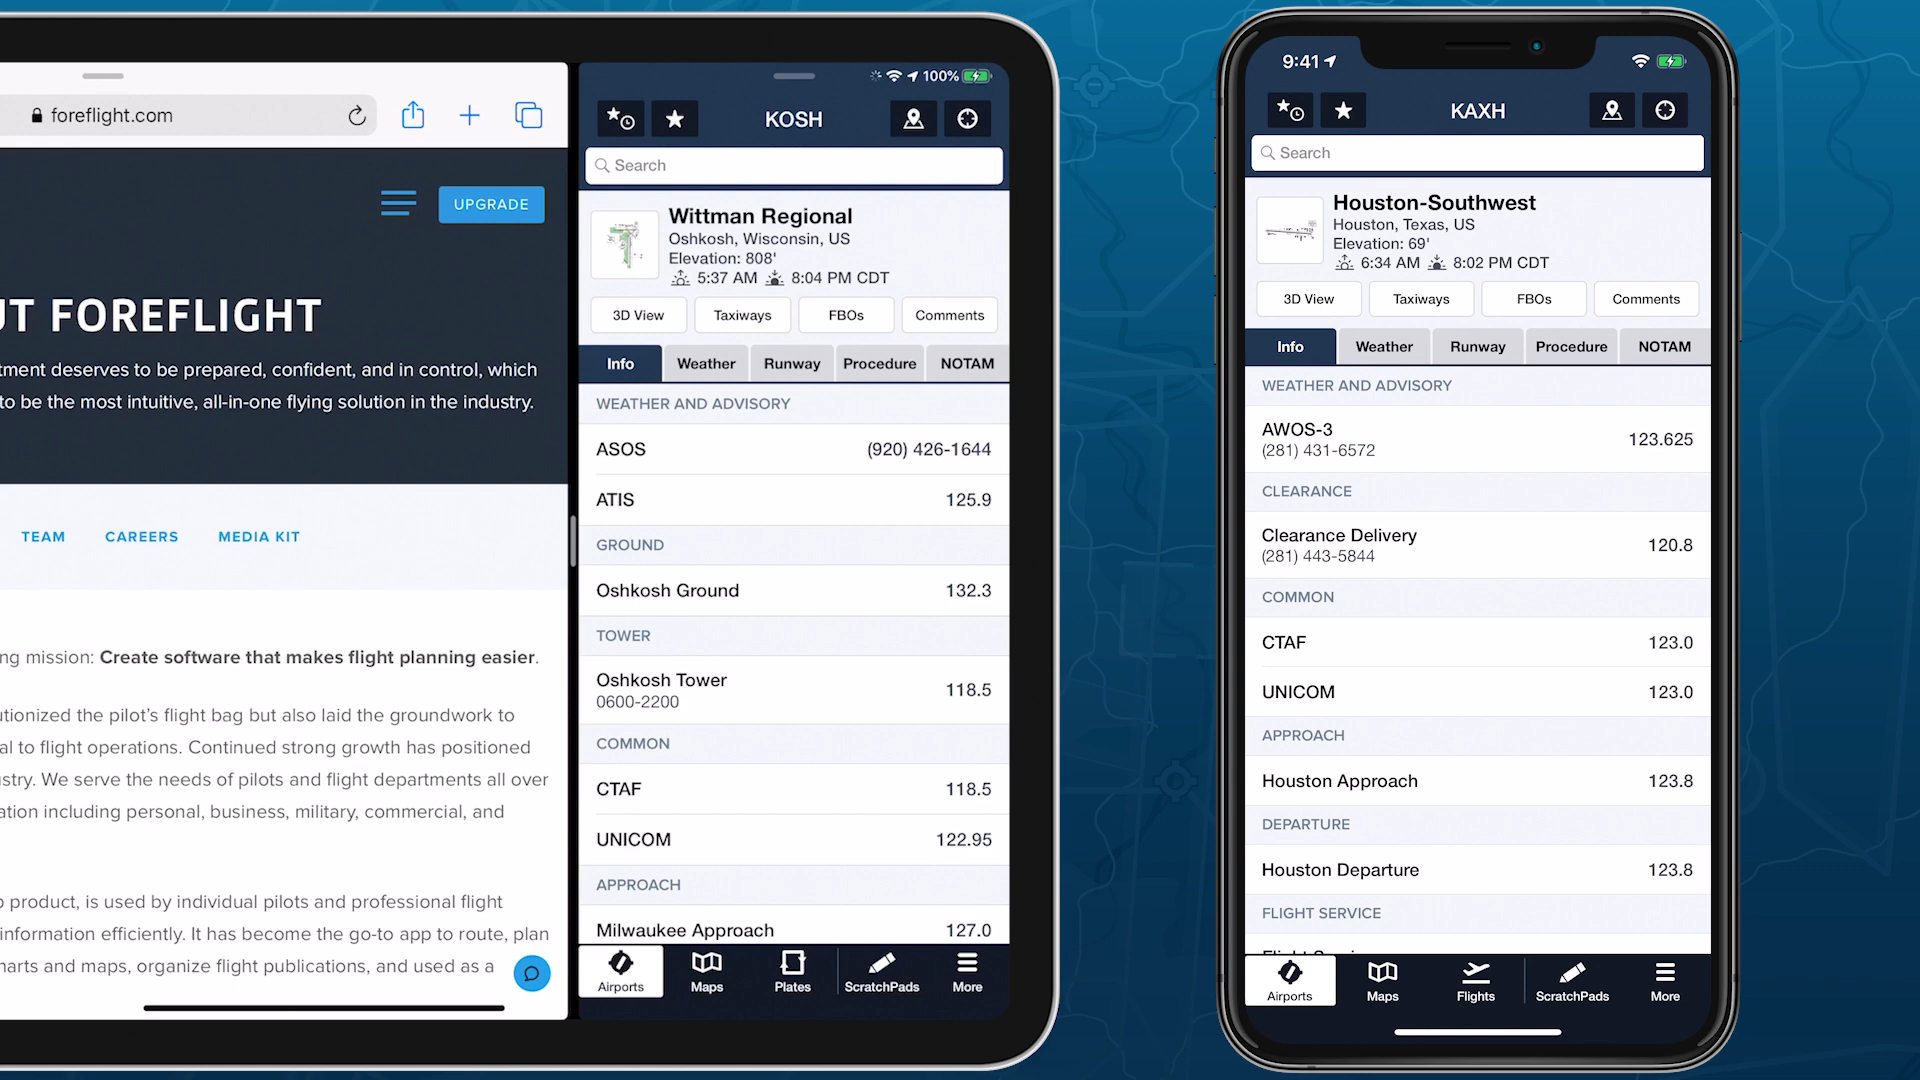 foreflight.com
UPGRADE
UT FOREFLIGHT
tment deserves to be prepared, confident, and in control, which
to be the most intuitive, all-in-one flying solution in the industry.
TEAM CAREERS MEDIA KIT
ng mission: Create software that makes flight planning easier.
utionized the pilot's flight bag but also laid the groundwork to
al to flight operations. Continued strong growth has positioned
ustry. We serve the needs of pilots and flight departments all over
ation including personal, business, military, commercial, and
product, is used by individual pilots and professional flight
information efficiently. It has become the go-to app to route, plan
harts and maps, organize flight publications, and used as a
100%
KOSH
Search
Wittman Regional
Oshkosh, Wisconsin, US
Elevation: 808'
5:37 AM 8:04 PM CDT
3D View Taxiways FBOs Comments
Info Weather Runway Procedure NOTAM
WEATHER AND ADVISORY
ASOS (920) 426-1644
ATIS 125.9
GROUND
Oshkosh Ground 132.3
TOWER
Oshkosh Tower 118.5
0600-2200
COMMON
CTAF 118.5
UNICOM 122.95
APPROACH
Milwaukee Approach 127.0
Airports Maps Plates ScratchPads More
9:41
KAXH
Search
Houston-Southwest
Houston, Texas, US
Elevation: 69'
6:34 AM 8:02 PM CDT
3D View Taxiways FBOs Comments
Info Weather Runway Procedure NOTAM
WEATHER AND ADVISORY
AWOS-3 123.625
(281) 431-6572
CLEARANCE
Clearance Delivery 120.8
(281) 443-5844
COMMON
CTAF 123.0
UNICOM 123.0
APPROACH
Houston Approach 123.8
DEPARTURE
Houston Departure 123.8
FLIGHT SERVICE
Airports Maps Flights ScratchPads More